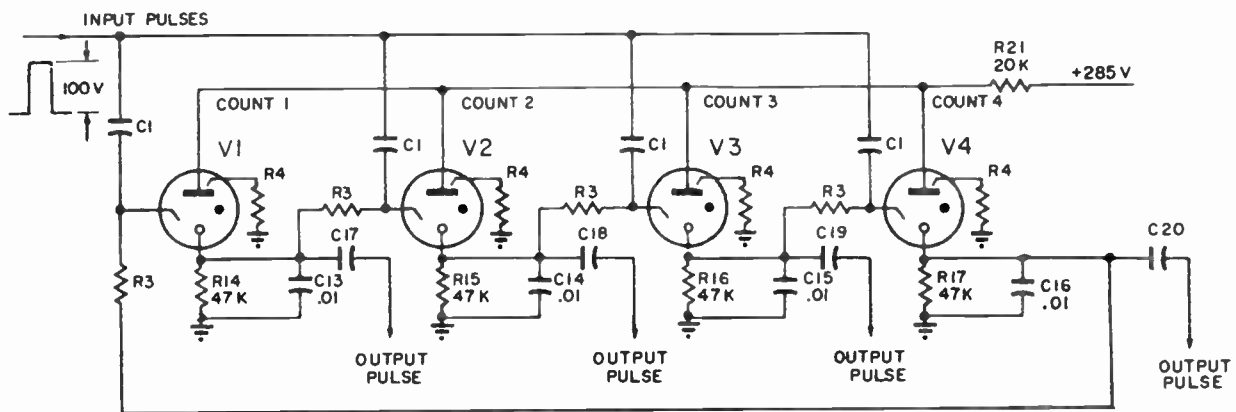 INPUT PULSES
100V
R21
20K
+285V
COUNT 1
COUNT 2
COUNT 3
COUNT 4
C1
C1
C1
C1
V1
V2
V3
V4
R4
R4
R4
R4
R3
R3
R3
R3
C17
C18
C19
C20
R14
47K
C13
.01
R15
47K
C14
.01
R16
47K
C15
.01
R17
47K
C16
.01
OUTPUT
PULSE
OUTPUT
PULSE
OUTPUT
PULSE
OUTPUT
PULSE